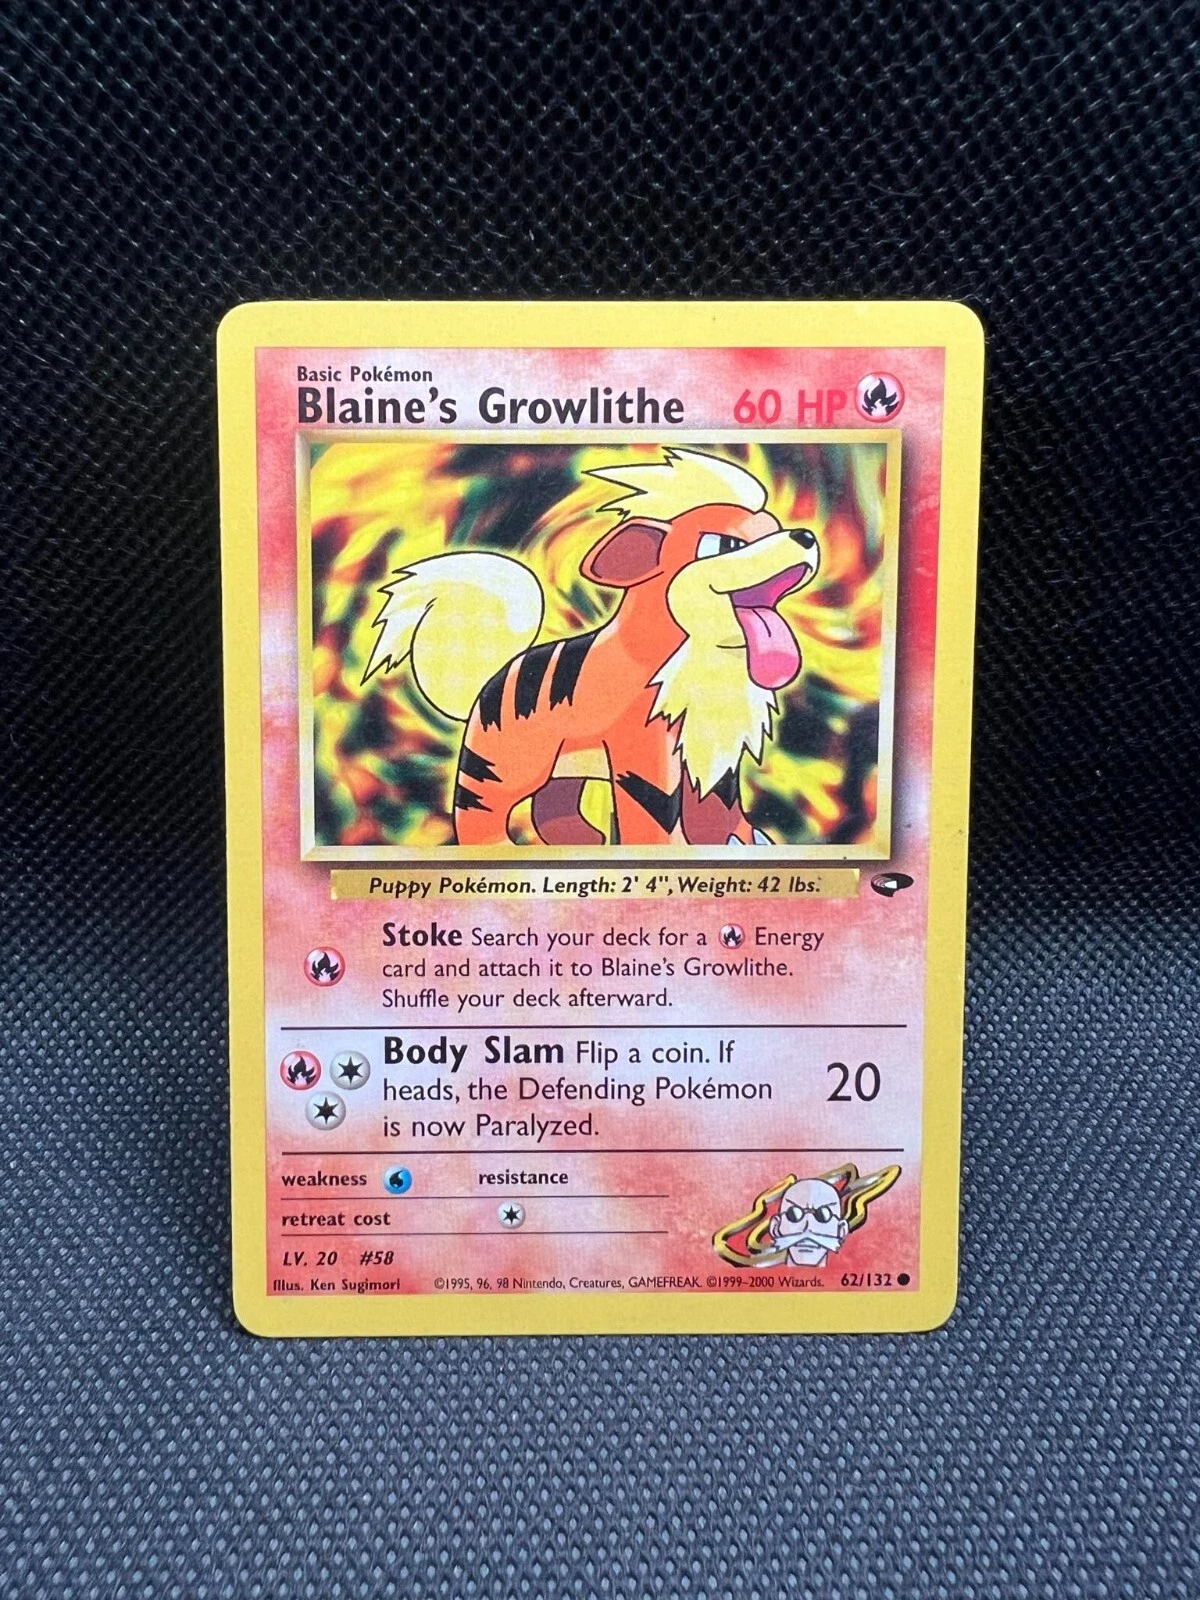 Basic Pokémon
Blaine's Growlithe 60 HP
Puppy Pokémon. Length: 2' 4", Weight: 42 lbs.
Stoke Search your deck for a Energy
card and attach it to Blaine's Growlithe.
Shuffle your deck afterward.
Body Slam Flip a coin. If
heads, the Defending Pokémon
is now Paralyzed.
20
weakness resistance
retreat cost
LV. 20 #58
Illus. Ken Sugimori ©1995, 96, 98 Nintendo, Creatures, GAMEFREAK. ©1999–2000 Wizards. 62/132